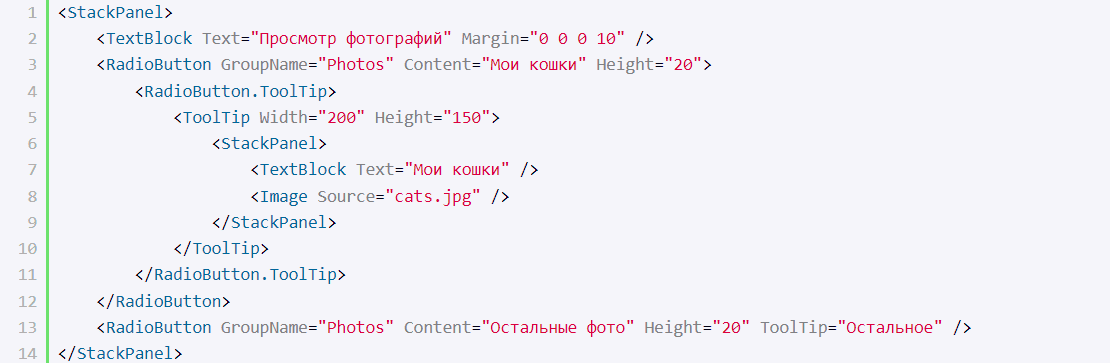 1 <StackPanel>
2     <TextBlock Text="Просмотр фотографий" Margin="0 0 0 10" />
3     <RadioButton GroupName="Photos" Content="Мои кошки" Height="20">
4         <RadioButton.ToolTip>
5             <ToolTip Width="200" Height="150">
6                 <StackPanel>
7                     <TextBlock Text="Мои кошки" />
8                     <Image Source="cats.jpg" />
9                 </StackPanel>
10             </ToolTip>
11         </RadioButton.ToolTip>
12     </RadioButton>
13     <RadioButton GroupName="Photos" Content="Остальные фото" Height="20" ToolTip="Остальное" />
14 </StackPanel>